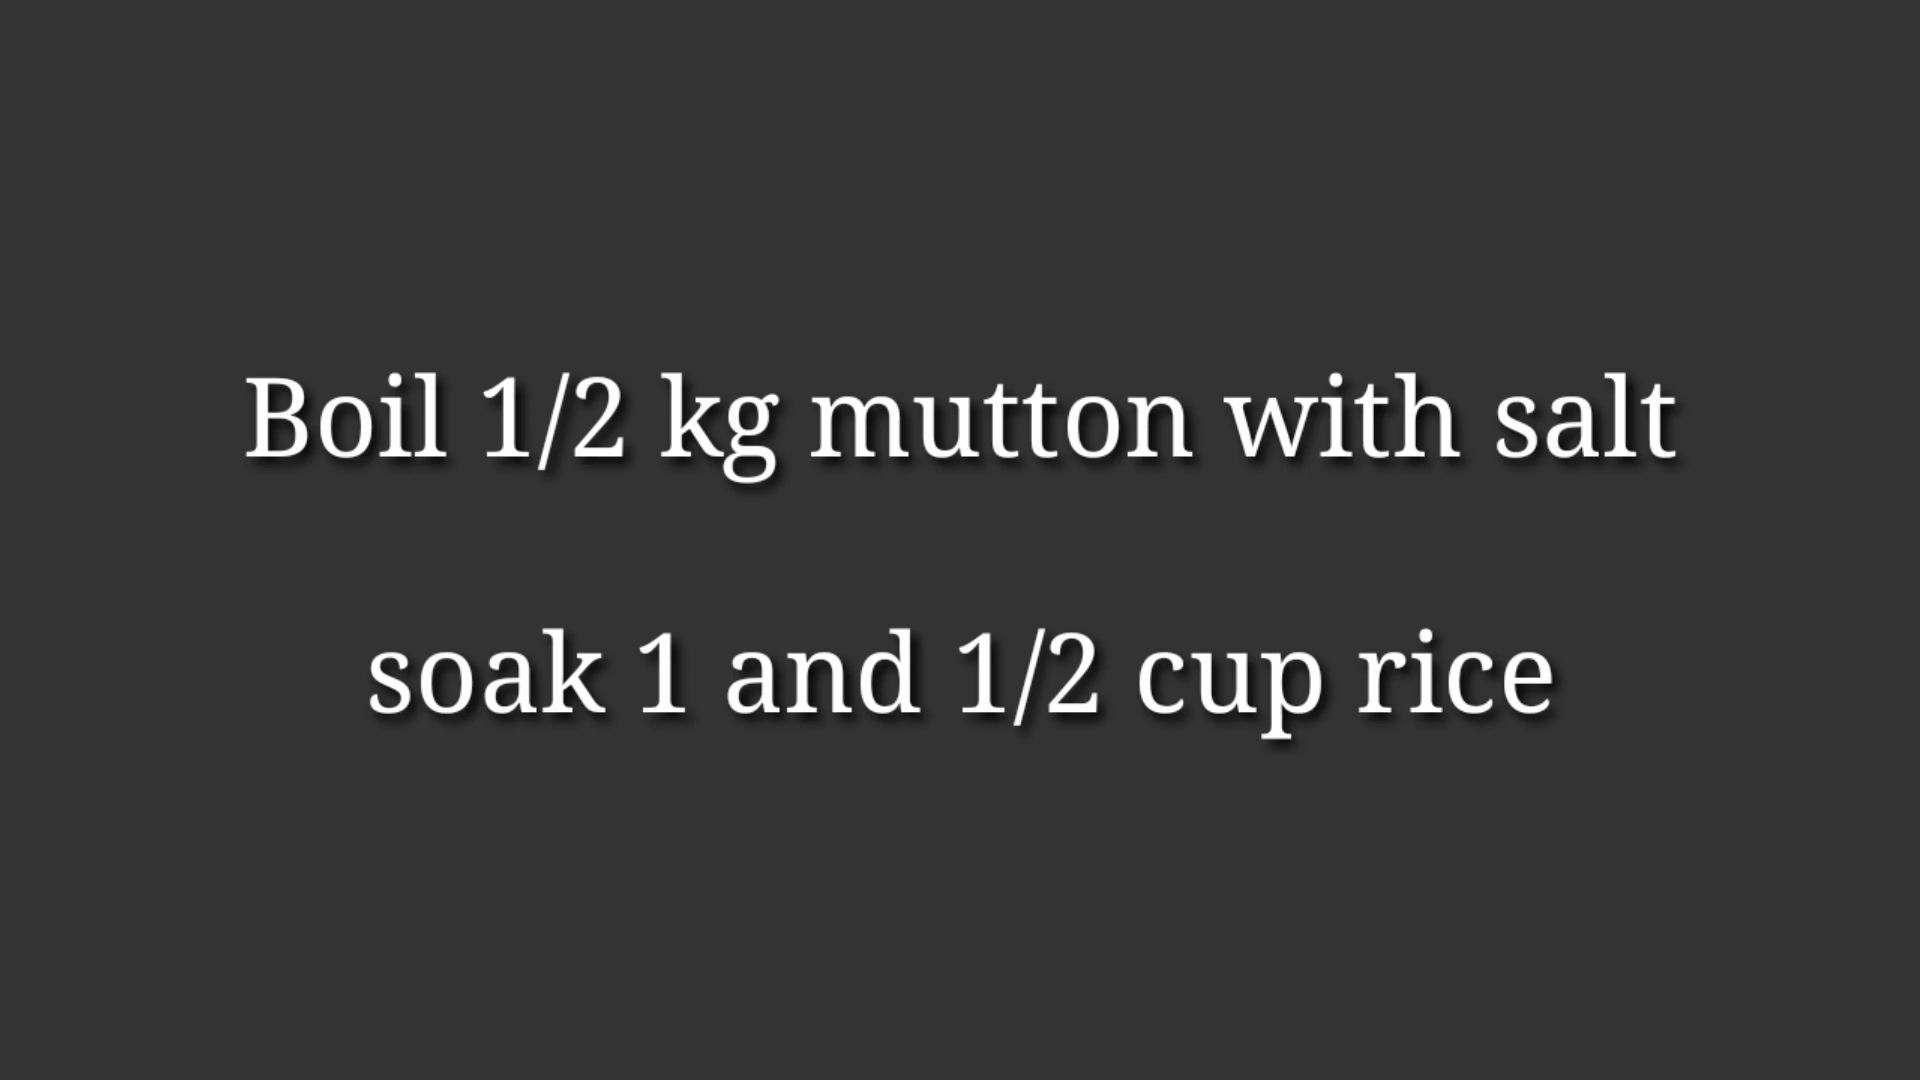 Boil 1/2 kg mutton with salt
soak 1 and 1/2 cup rice